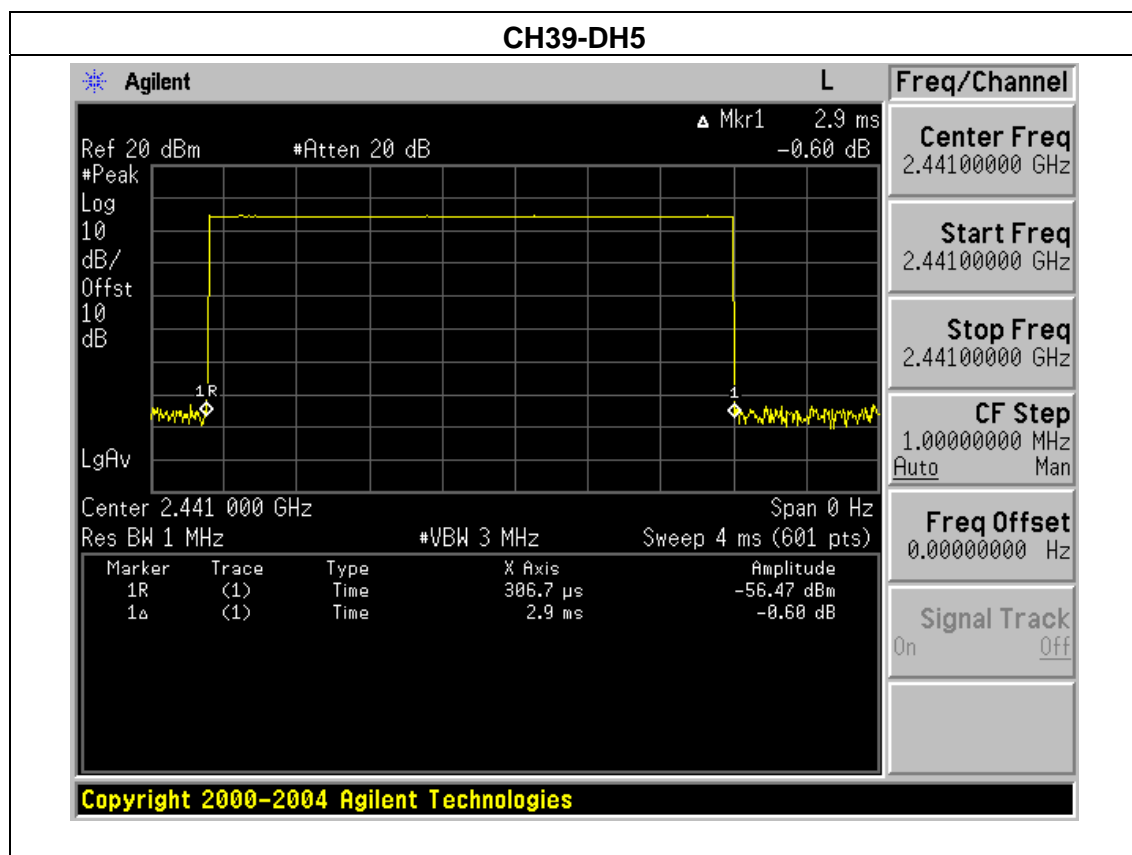 CH39-DH5
Agilent L
Δ Mkr1 2.9 ms
Ref 20 dBm #Atten 20 dB -0.60 dB
#Peak
Log
10
dB/
Offst
10
dB
1R
1
LgAv
Center 2.441 000 GHz Span 0 Hz
Res BW 1 MHz #VBW 3 MHz Sweep 4 ms (601 pts)
Marker Trace Type X Axis Amplitude
1R (1) Time 306.7 µs -56.47 dBm
1Δ (1) Time 2.9 ms -0.60 dB
Freq/Channel
Center Freq
2.44100000 GHz
Start Freq
2.44100000 GHz
Stop Freq
2.44100000 GHz
CF Step
1.00000000 MHz
Auto Man
Freq Offset
0.00000000 Hz
Signal Track
On Off
Copyright 2000-2004 Agilent Technologies